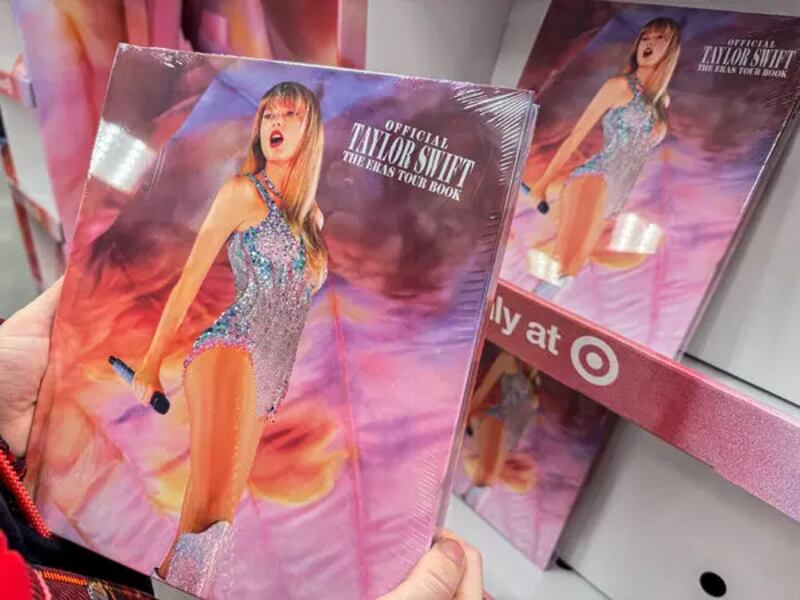 OFFICIAL
TAYLOR SWIFT
THE ERAS TOUR BOOK
OFFICIAL
TAYLOR SWIFT
THE ERAS TOUR BOOK
ly at